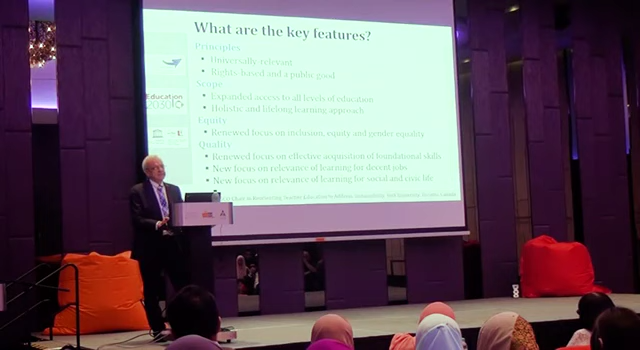 What are the key features?
Principles
• Universally relevant
• Rights-based and a public good
Scope
• Expanded access to all levels of education
• Holistic and lifelong learning approach
Equity
• Renewed focus on inclusion, equity and gender equality
Quality
• Renewed focus on effective acquisition of foundational skills
• New focus on relevance of learning for decent jobs
• New focus on relevance of learning for social and civic life
Education
2030